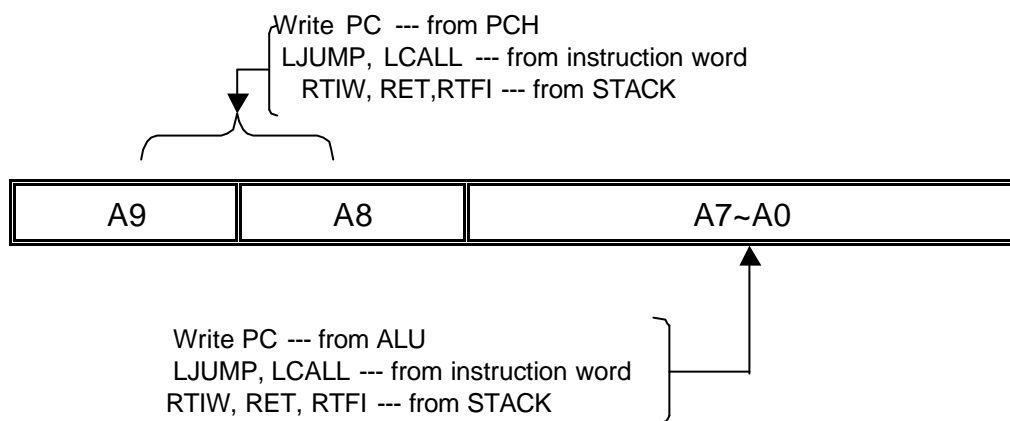 Write PC --- from PCH
LJUMP, LCALL --- from instruction word
RTIW, RET,RTFI --- from STACK
A9 A8 A7~A0
Write PC --- from ALU
LJUMP, LCALL --- from instruction word
RTIW, RET, RTFI --- from STACK